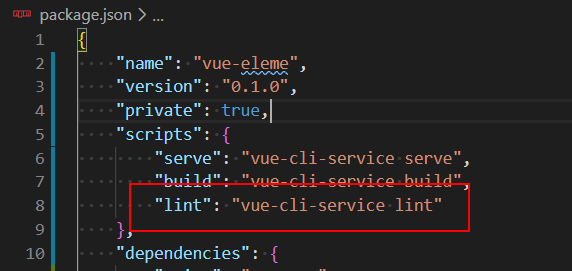 package.json > ...
1 {
2 "name": "vue-eleme",
3 "version": "0.1.0",
4 "private": true,
5 "scripts": {
6 "serve": "vue-cli-service serve",
7 "build": "vue-cli-service build",
8 "lint": "vue-cli-service lint"
9 },
10 "dependencies": {